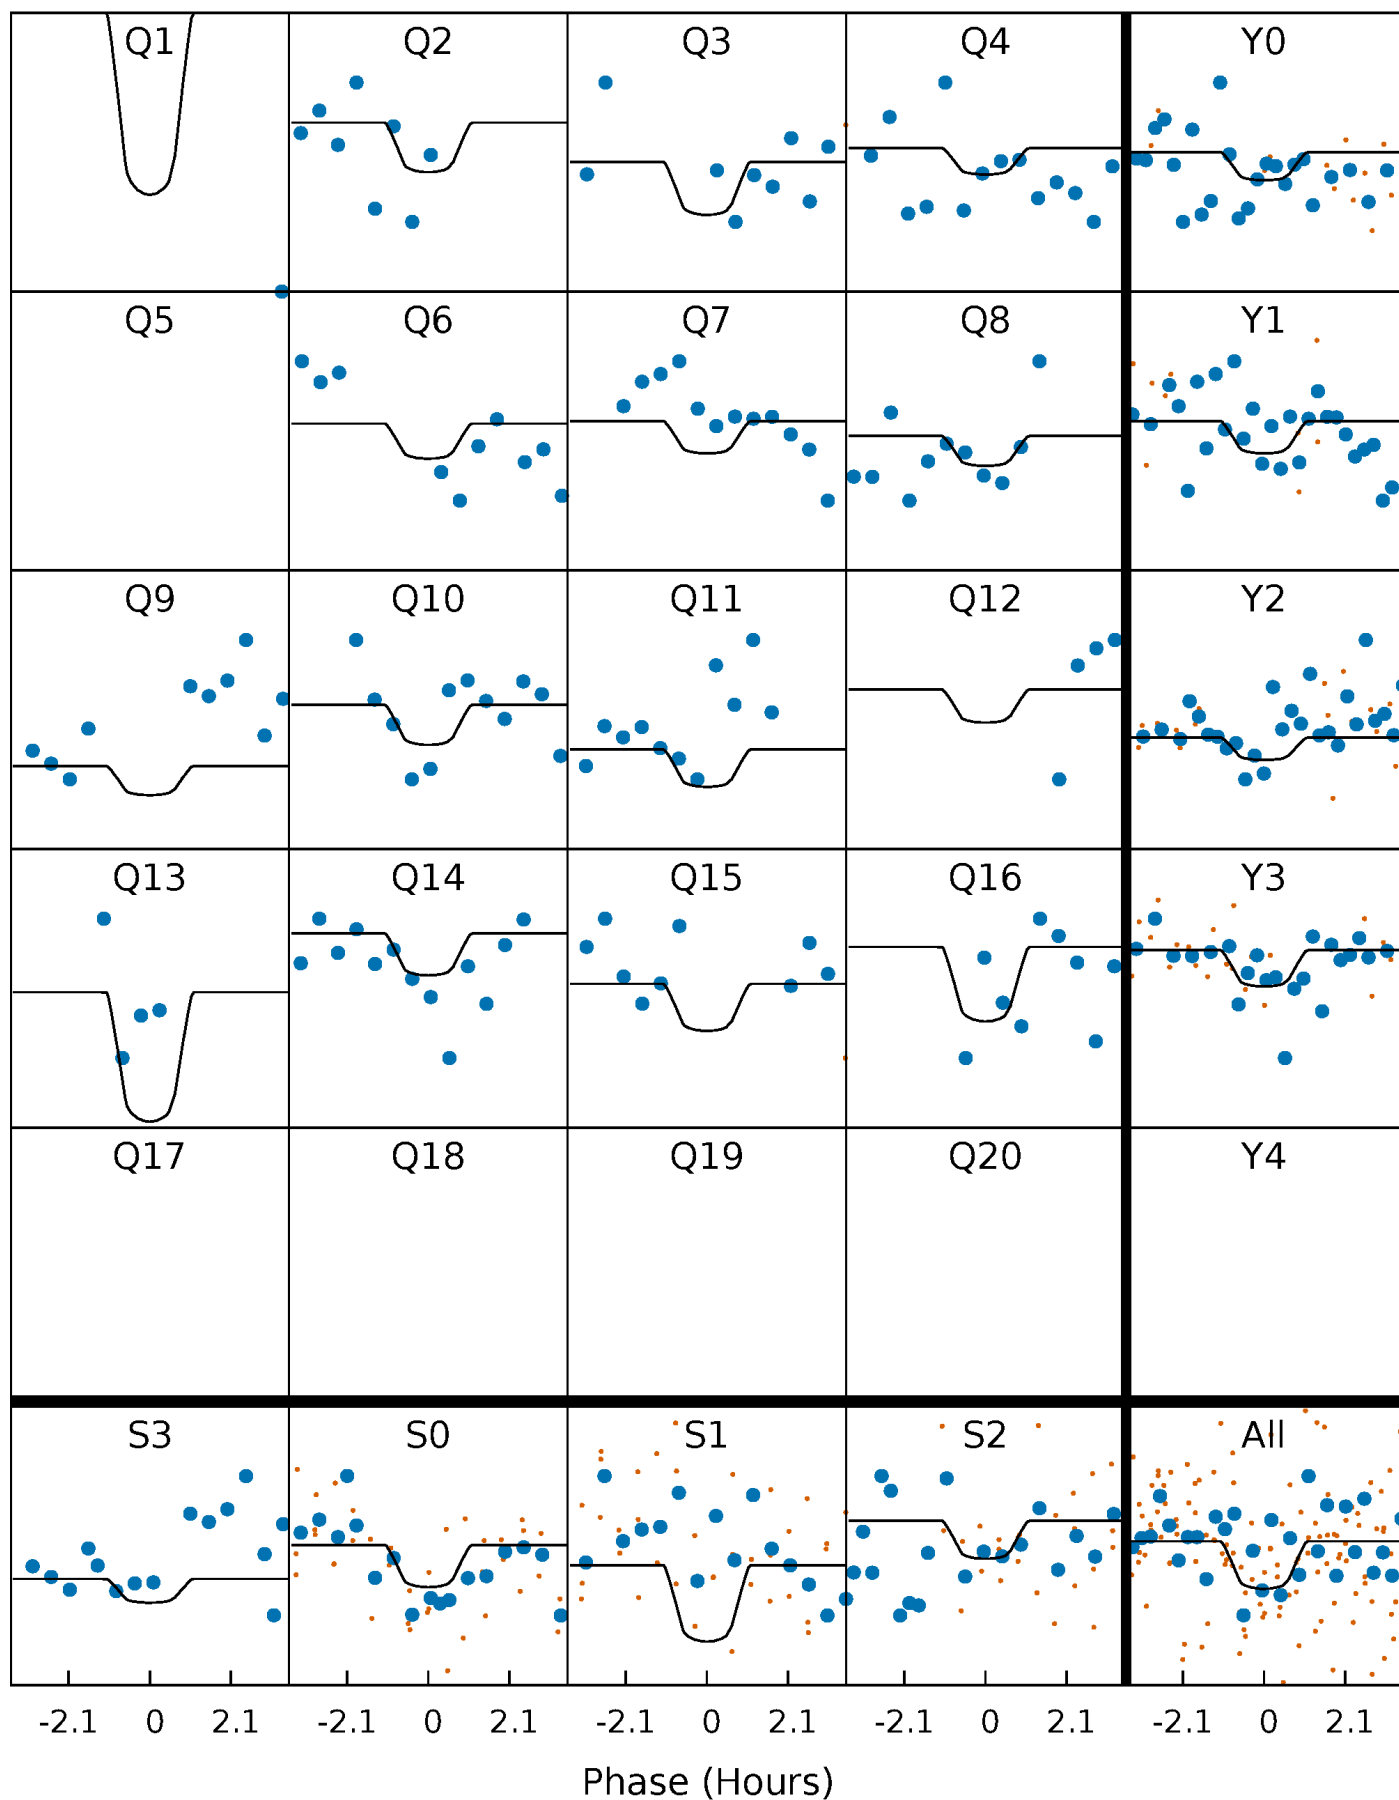 Q1 Q2 Q3 Q4 Y0
Q5 Q6 Q7 Q8 Y1
Q9 Q10 Q11 Q12 Y2
Q13 Q14 Q15 Q16 Y3
Q17 Q18 Q19 Q20 Y4
S3 S0 S1 S2 All
-2.1 0 2.1 -2.1 0 2.1 -2.1 0 2.1 -2.1 0 2.1 -2.1 0 2.1
Phase (Hours)